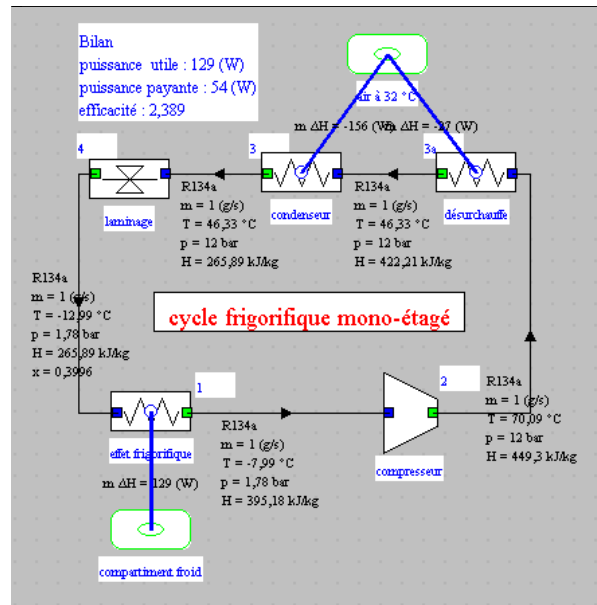 Bilan
puissance utile : 129 (W)
puissance payante : 54 (W)
efficacité : 2,389
air à 32 °C
m ΔH = -156 (W)
m ΔH = -27 (W)
4
3
3a
laminage
condenseur
désurchauffe
R134a
m = 1 (g/s)
T = 46,33 °C
p = 12 bar
H = 265,89 kJ/kg
R134a
m = 1 (g/s)
T = 46,33 °C
p = 12 bar
H = 422,21 kJ/kg
R134a
m = 1 (g/s)
T = -12,99 °C
p = 1,78 bar
H = 265,89 kJ/kg
x = 0,3996
cycle frigorifique mono-étagé
1
2
effet frigorifique
compresseur
R134a
m = 1 (g/s)
T = -7,99 °C
p = 1,78 bar
H = 395,18 kJ/kg
R134a
m = 1 (g/s)
T = 70,09 °C
p = 12 bar
H = 449,3 kJ/kg
m ΔH = 129 (W)
compartiment froid